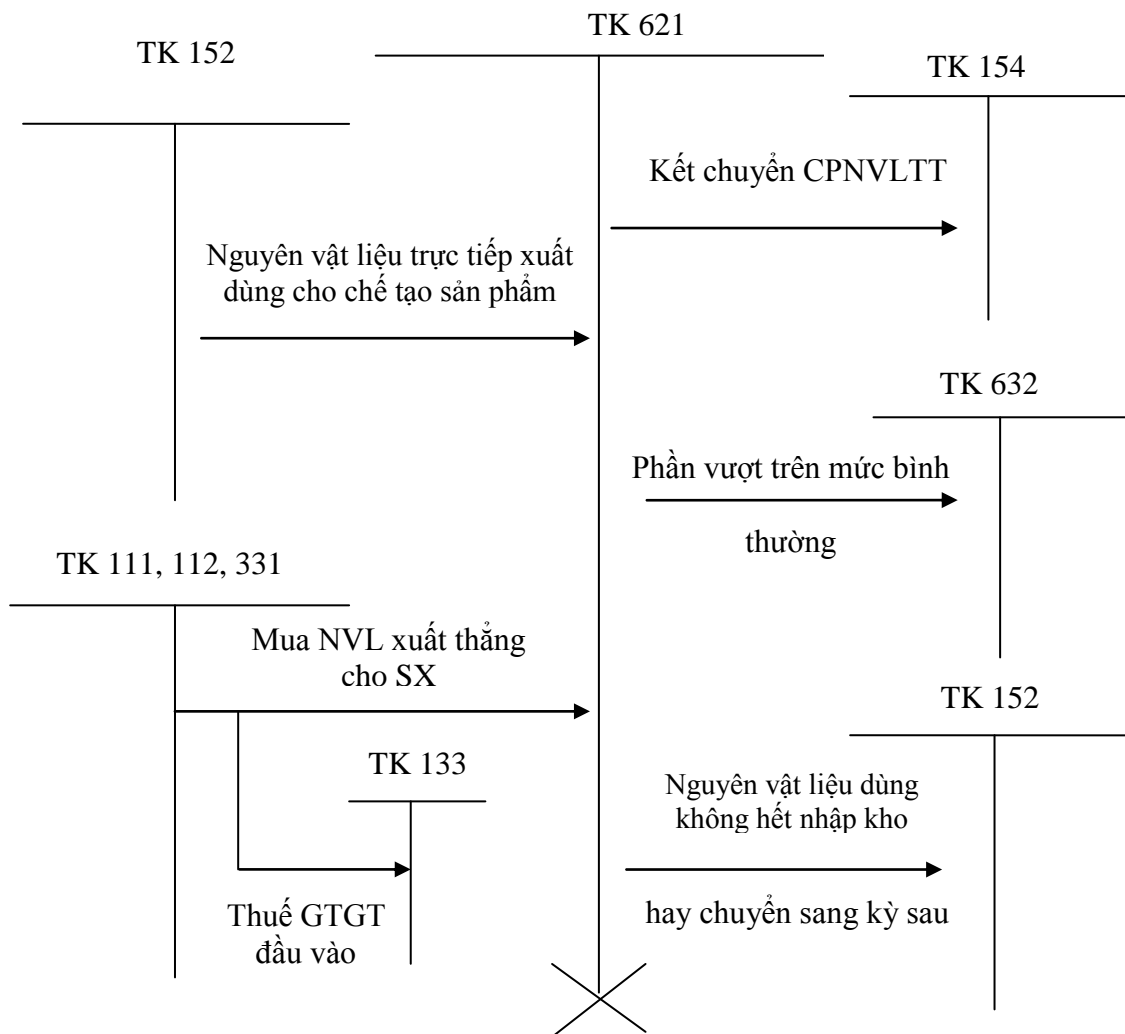 TK 621
TK 152
TK 154
Kết chuyển CPNVLTT
Nguyên vật liệu trực tiếp xuất
dùng cho chế tạo sản phẩm
TK 632
Phần vượt trên mức bình
thường
TK 111, 112, 331
Mua NVL xuất thẳng
cho SX
TK 152
TK 133
Nguyên vật liệu dùng
không hết nhập kho
Thuế GTGT
đầu vào
hay chuyển sang kỳ sau